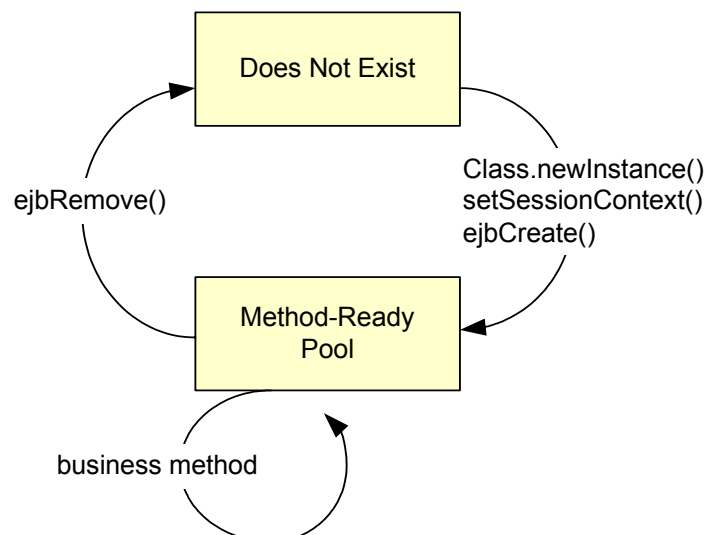 Does Not Exist
Class.newInstance()
setSessionContext()
ejbCreate()
ejbRemove()
Method-Ready
Pool
business method